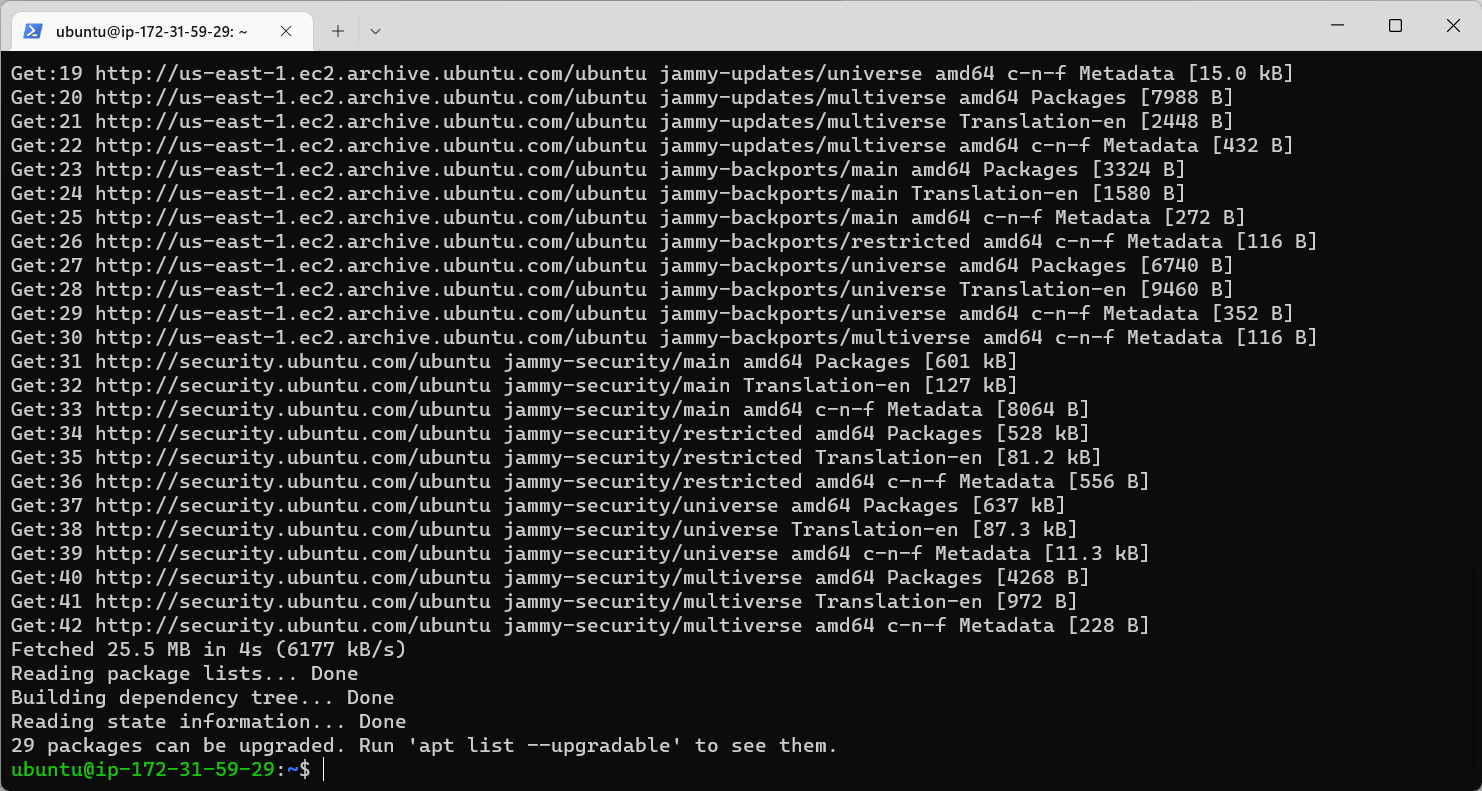 ubuntu@ip-172-31-59-29: ~
Get:19 http://us-east-1.ec2.archive.ubuntu.com/ubuntu jammy-updates/universe amd64 c-n-f Metadata [15.0 kB]
Get:20 http://us-east-1.ec2.archive.ubuntu.com/ubuntu jammy-updates/multiverse amd64 Packages [7988 B]
Get:21 http://us-east-1.ec2.archive.ubuntu.com/ubuntu jammy-updates/multiverse Translation-en [2448 B]
Get:22 http://us-east-1.ec2.archive.ubuntu.com/ubuntu jammy-updates/multiverse amd64 c-n-f Metadata [432 B]
Get:23 http://us-east-1.ec2.archive.ubuntu.com/ubuntu jammy-backports/main amd64 Packages [3324 B]
Get:24 http://us-east-1.ec2.archive.ubuntu.com/ubuntu jammy-backports/main Translation-en [1580 B]
Get:25 http://us-east-1.ec2.archive.ubuntu.com/ubuntu jammy-backports/main amd64 c-n-f Metadata [272 B]
Get:26 http://us-east-1.ec2.archive.ubuntu.com/ubuntu jammy-backports/restricted amd64 c-n-f Metadata [116 B]
Get:27 http://us-east-1.ec2.archive.ubuntu.com/ubuntu jammy-backports/universe amd64 Packages [6740 B]
Get:28 http://us-east-1.ec2.archive.ubuntu.com/ubuntu jammy-backports/universe Translation-en [9460 B]
Get:29 http://us-east-1.ec2.archive.ubuntu.com/ubuntu jammy-backports/universe amd64 c-n-f Metadata [352 B]
Get:30 http://us-east-1.ec2.archive.ubuntu.com/ubuntu jammy-backports/multiverse amd64 c-n-f Metadata [116 B]
Get:31 http://security.ubuntu.com/ubuntu jammy-security/main amd64 Packages [601 kB]
Get:32 http://security.ubuntu.com/ubuntu jammy-security/main Translation-en [127 kB]
Get:33 http://security.ubuntu.com/ubuntu jammy-security/main amd64 c-n-f Metadata [8064 B]
Get:34 http://security.ubuntu.com/ubuntu jammy-security/restricted amd64 Packages [528 kB]
Get:35 http://security.ubuntu.com/ubuntu jammy-security/restricted Translation-en [81.2 kB]
Get:36 http://security.ubuntu.com/ubuntu jammy-security/restricted amd64 c-n-f Metadata [556 B]
Get:37 http://security.ubuntu.com/ubuntu jammy-security/universe amd64 Packages [637 kB]
Get:38 http://security.ubuntu.com/ubuntu jammy-security/universe Translation-en [87.3 kB]
Get:39 http://security.ubuntu.com/ubuntu jammy-security/universe amd64 c-n-f Metadata [11.3 kB]
Get:40 http://security.ubuntu.com/ubuntu jammy-security/multiverse amd64 Packages [4268 B]
Get:41 http://security.ubuntu.com/ubuntu jammy-security/multiverse Translation-en [972 B]
Get:42 http://security.ubuntu.com/ubuntu jammy-security/multiverse amd64 c-n-f Metadata [228 B]
Fetched 25.5 MB in 4s (6177 kB/s)
Reading package lists... Done
Building dependency tree... Done
Reading state information... Done
29 packages can be upgraded. Run 'apt list --upgradable' to see them.
ubuntu@ip-172-31-59-29:~$